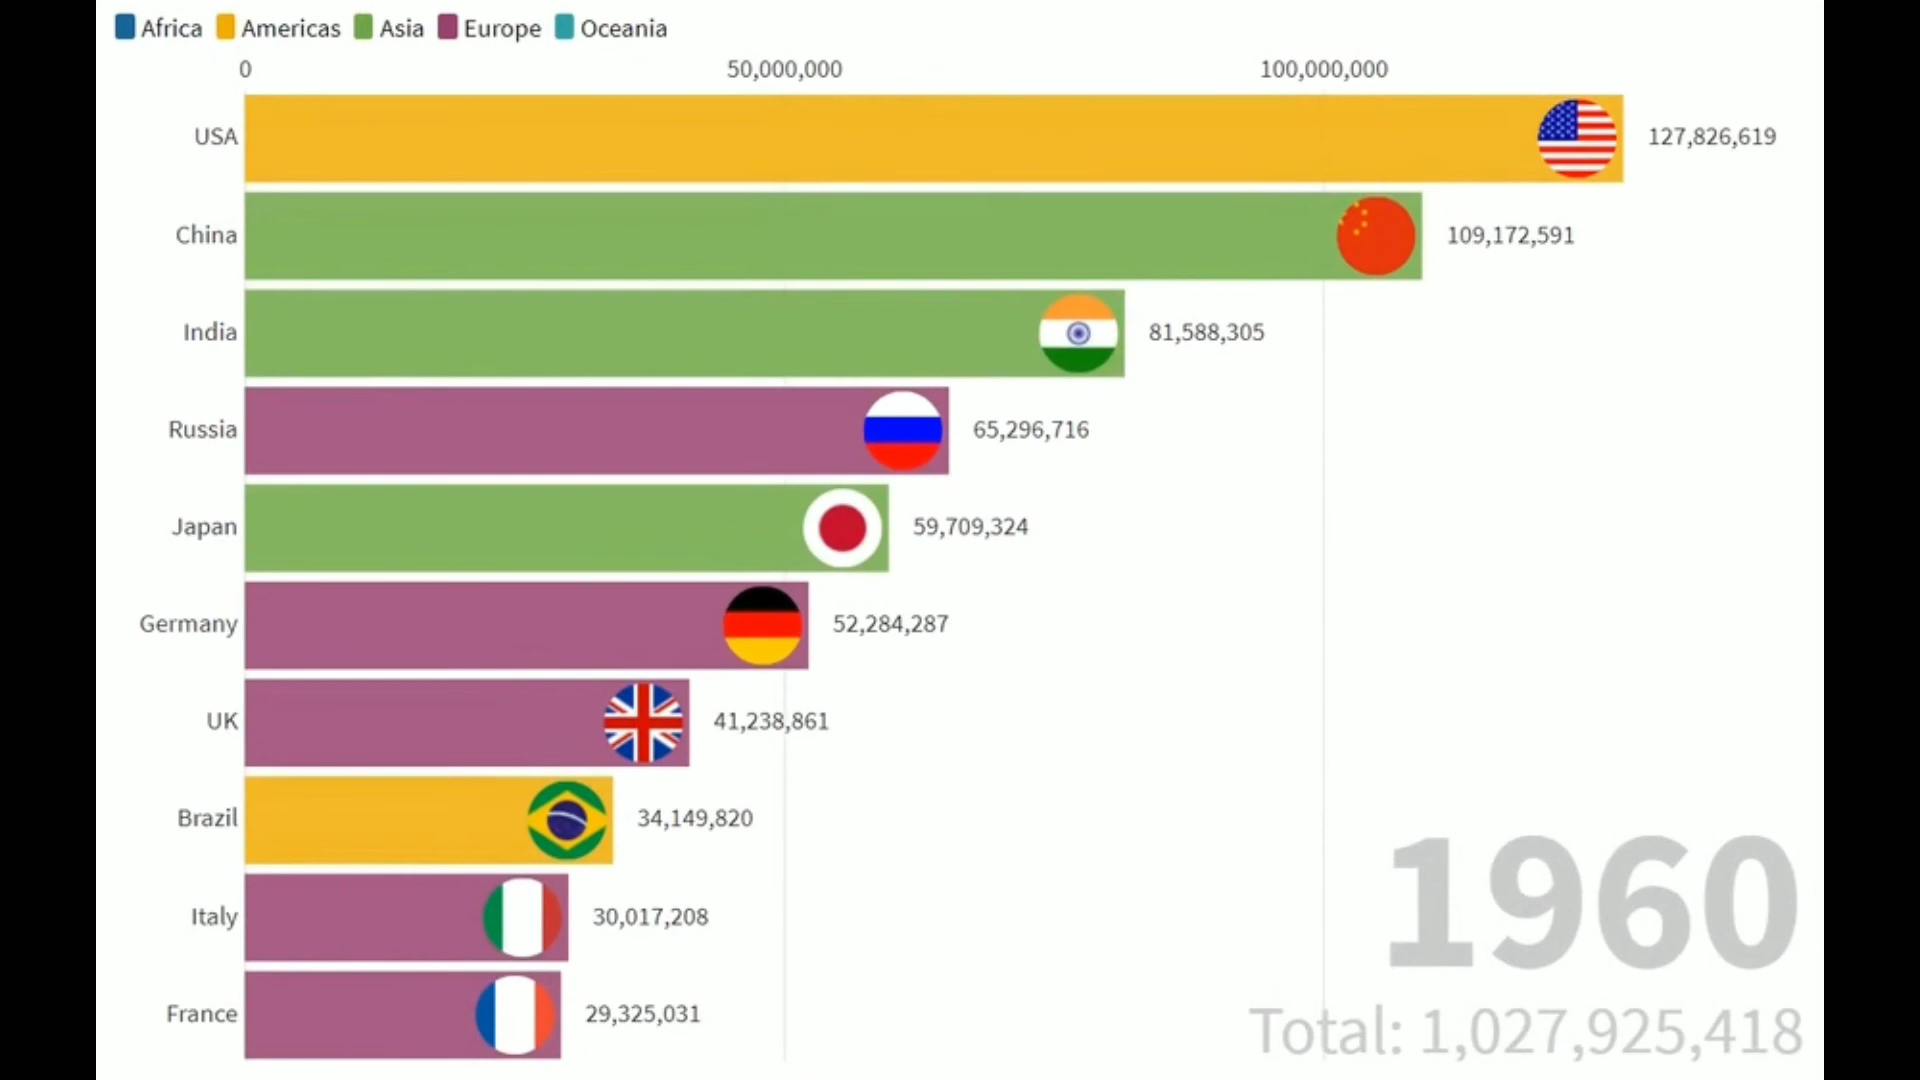 Africa Americas Asia Europe Oceania
0 50,000,000 100,000,000
USA 127,826,619
China 109,172,591
India 81,588,305
Russia 65,296,716
Japan 59,709,324
Germany 52,284,287
UK 41,238,861
Brazil 34,149,820
Italy 30,017,208
France 29,325,031
1960
Total: 1,027,925,418